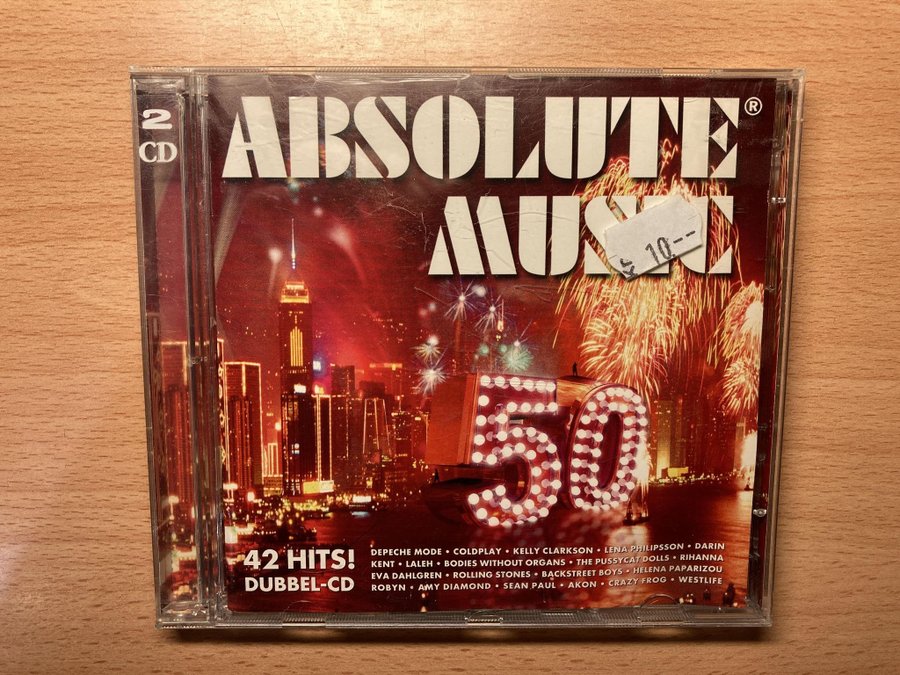 2
CD
ABSOLUTE®
MUSIC
kr 10--
50
42 HITS!
DUBBEL-CD
DEPECHE MODE • COLDPLAY • KELLY CLARKSON • LENA PHILIPSSON • DARIN
KENT • LALEH • BODIES WITHOUT ORGANS • THE PUSSYCAT DOLLS • RIHANNA
EVA DAHLGREN • ROLLING STONES • BACKSTREET BOYS • HELENA PAPARIZOU
ROBYN • AMY DIAMOND • SEAN PAUL • AKON • CRAZY FROG • WESTLIFE